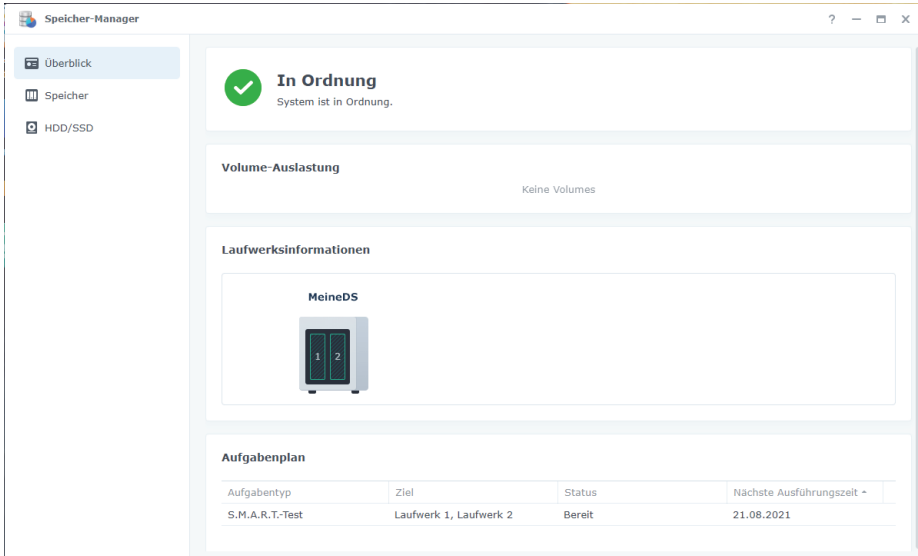 Speicher-Manager
Überblick
Speicher
HDD/SSD
In Ordnung
System ist in Ordnung.
Volume-Auslastung
Keine Volumes
Laufwerksinformationen
MeineDS
1 2
Aufgabenplan
Aufgabentyp Ziel Status Nächste Ausführungszeit
S.M.A.R.T.-Test Laufwerk 1, Laufwerk 2 Bereit 21.08.2021